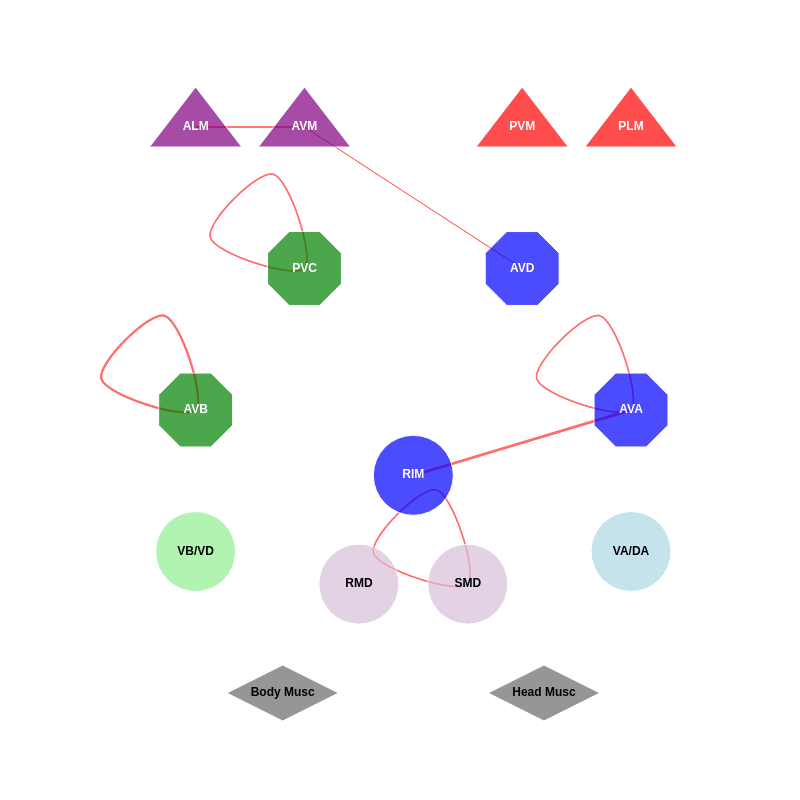 ALM
AVM
PVM
PLM
PVC
AVD
AVB
AVA
RIM
VB/VD
VA/DA
RMD
SMD
Body Musc
Head Musc